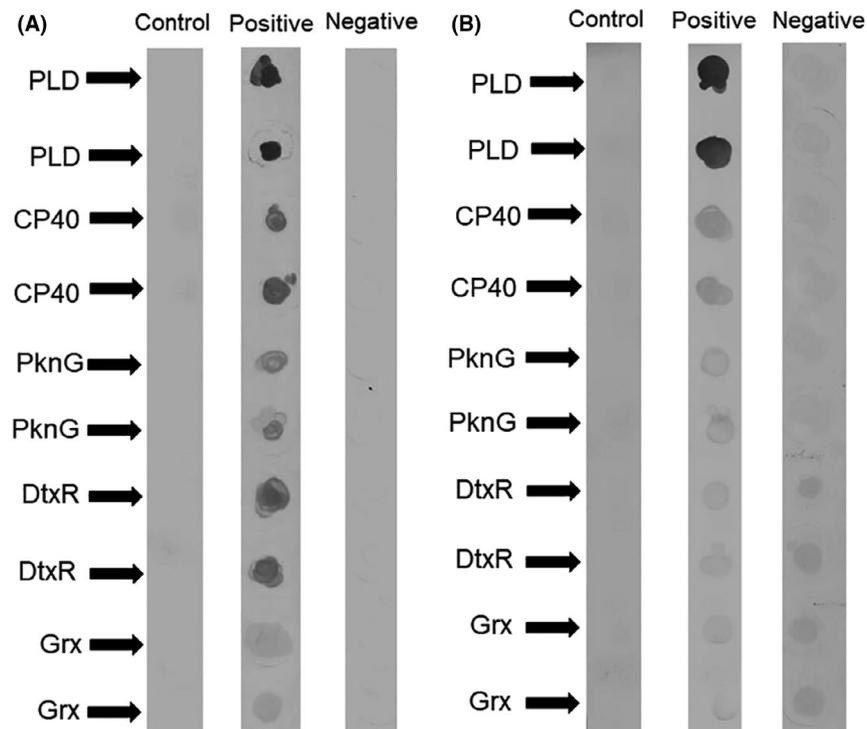 (A) Control Positive Negative
PLD
PLD
CP40
CP40
PknG
PknG
DtxR
DtxR
Grx
Grx
(B) Control Positive Negative
PLD
PLD
CP40
CP40
PknG
PknG
DtxR
DtxR
Grx
Grx